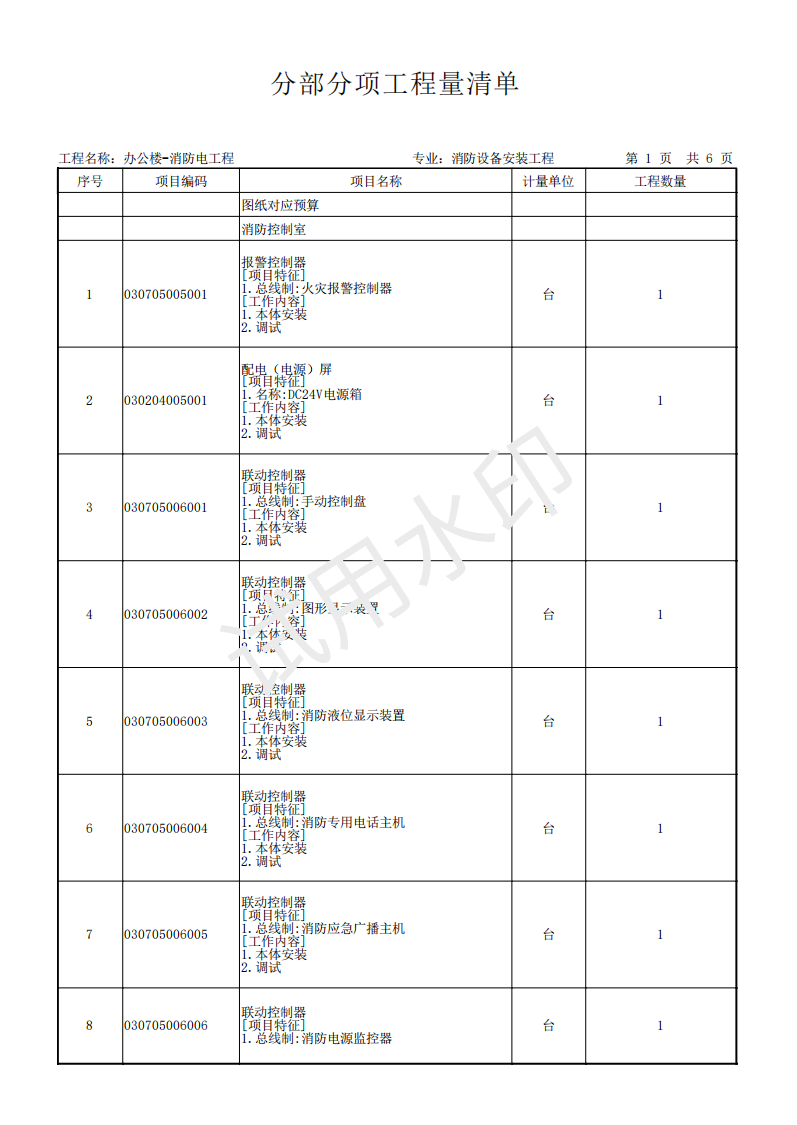 分部分项工程量清单
工程名称: 办公楼-消防电工程 专业: 消防设备安装工程 第 1 页 共 6 页
序号 项目编码 项目名称 计量单位 工程数量
图纸对应预算
消防控制室
1 030705005001 报警控制器 台 1
[项目特征]
1.总线制:火灾报警控制器
[工作内容]
1.本体安装
2.调试
2 030204005001 配电（电源）屏 台 1
[项目特征]
1.名称:DC24V电源箱
[工作内容]
1.本体安装
2.调试
3 030705006001 联动控制器 台 1
[项目特征]
1.总线制:手动控制盘
[工作内容]
1.本体安装
2.调试
4 030705006002 联动控制器 台 1
[项目特征]
1.总线制:图形显示装置
[工作内容]
1.本体安装
2.调试
5 030705006003 联动控制器 台 1
[项目特征]
1.总线制:消防液位显示装置
[工作内容]
1.本体安装
2.调试
6 030705006004 联动控制器 台 1
[项目特征]
1.总线制:消防专用电话主机
[工作内容]
1.本体安装
2.调试
7 030705006005 联动控制器 台 1
[项目特征]
1.总线制:消防应急广播主机
[工作内容]
1.本体安装
2.调试
8 030705006006 联动控制器 台 1
[项目特征]
1.总线制:消防电源监控器
试用水印